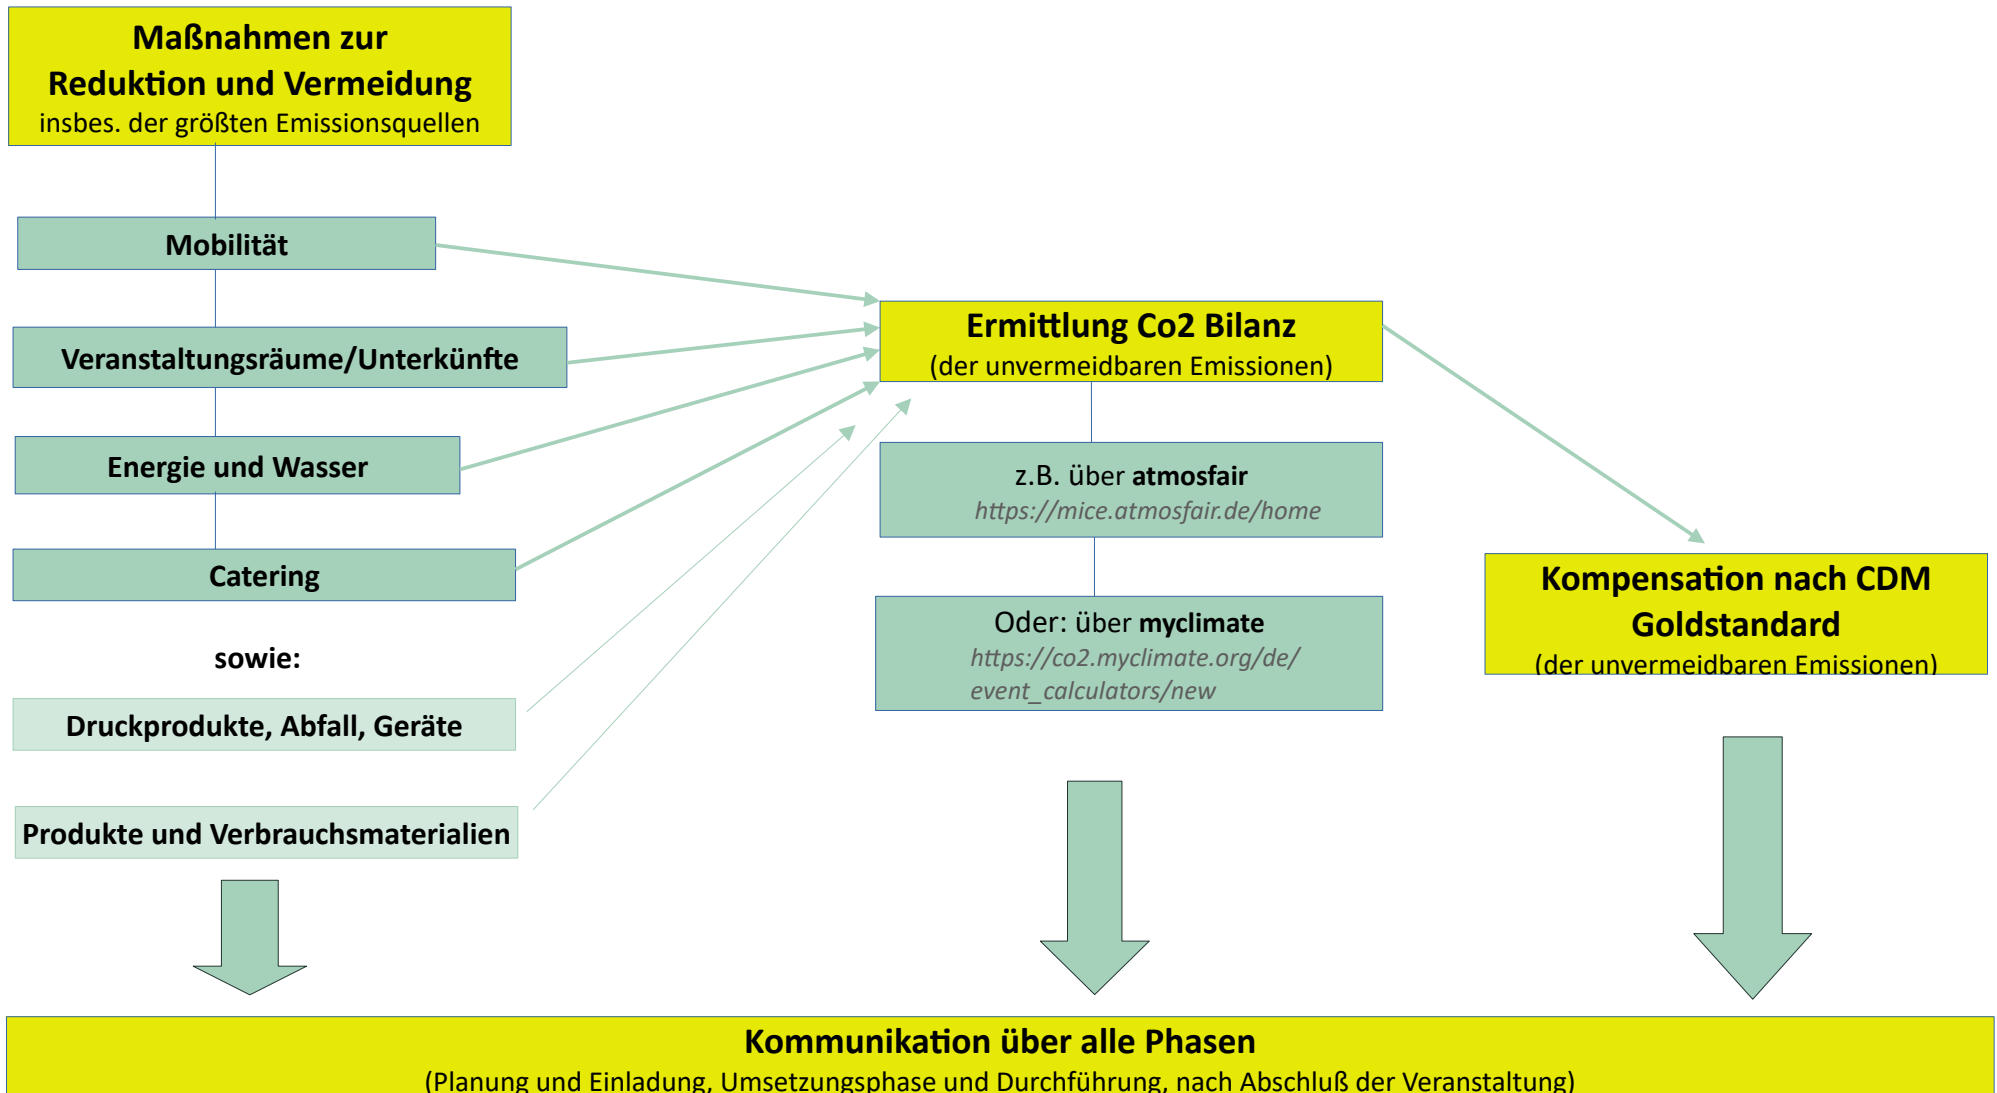 Maßnahmen zur
Reduktion und Vermeidung
insbes. der größten Emissionsquellen
Mobilität
Veranstaltungsräume/Unterkünfte
Energie und Wasser
Catering
sowie:
Druckprodukte, Abfall, Geräte
Produkte und Verbrauchsmaterialien
Ermittlung Co2 Bilanz
(der unvermeidbaren Emissionen)
z.B. über atmosfair
https://mice.atmosfair.de/home
Oder: über myclimate
https://co2.myclimate.org/de/
event_calculators/new
Kompensation nach CDM
Goldstandard
(der unvermeidbaren Emissionen)
Kommunikation über alle Phasen
(Planung und Einladung, Umsetzungsphase und Durchführung, nach Abschluß der Veranstaltung)